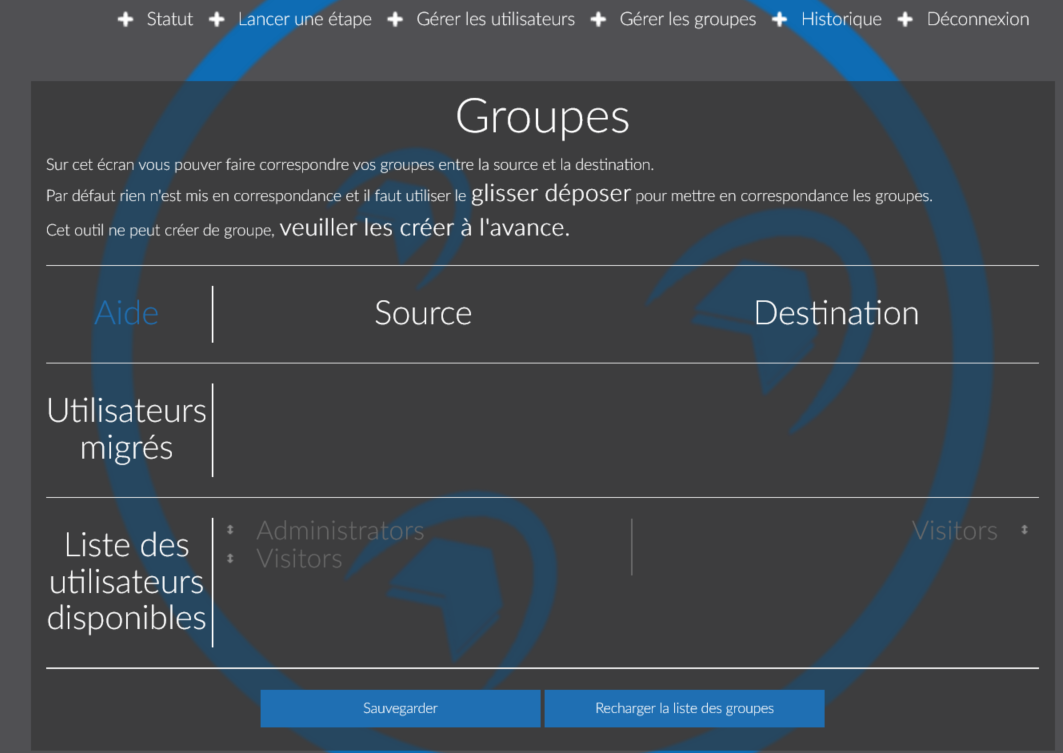 Statut Lancer une étape Gérer les utilisateurs Gérer les groupes Historique Déconnexion
Groupes
Sur cet écran vous pouver faire correspondre vos groupes entre la source et la destination.
Par défaut rien n'est mis en correspondance et il faut utiliser le glisser déposer pour mettre en correspondance les groupes.
Cet outil ne peut créer de groupe, veuiller les créer à l'avance.
Aide Source Destination
Utilisateurs
migrés
Liste des
utilisateurs
disponibles
Administrators
Visitors
Visitors
Sauvegarder Recharger la liste des groupes